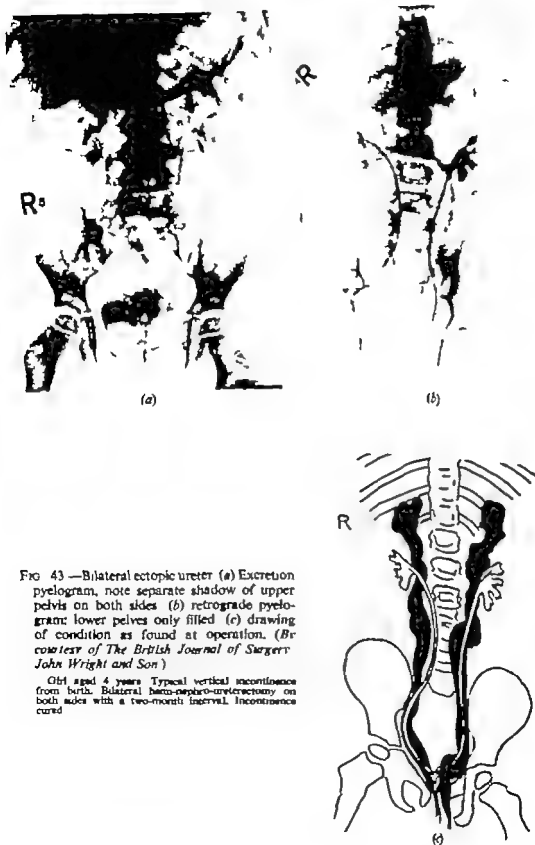 R
R
(a)
(b)
R
FIG 43 —Bilateral ectopic ureter (a) Excretion
pyelogram, note separate shadow of upper
pelvis on both sides (b) retrograde pyelo-
gram: lower pelves only filled (c) drawing
of condition as found at operation. (By
courtesy of The British Journal of Surgery
John Wright and Son)
Girl aged 4 years Typical vertical incontinence
from birth. Bilateral hemi-nephro-ureterectomy on
both sides with a two-month interval. Incontinence
cured
(c)